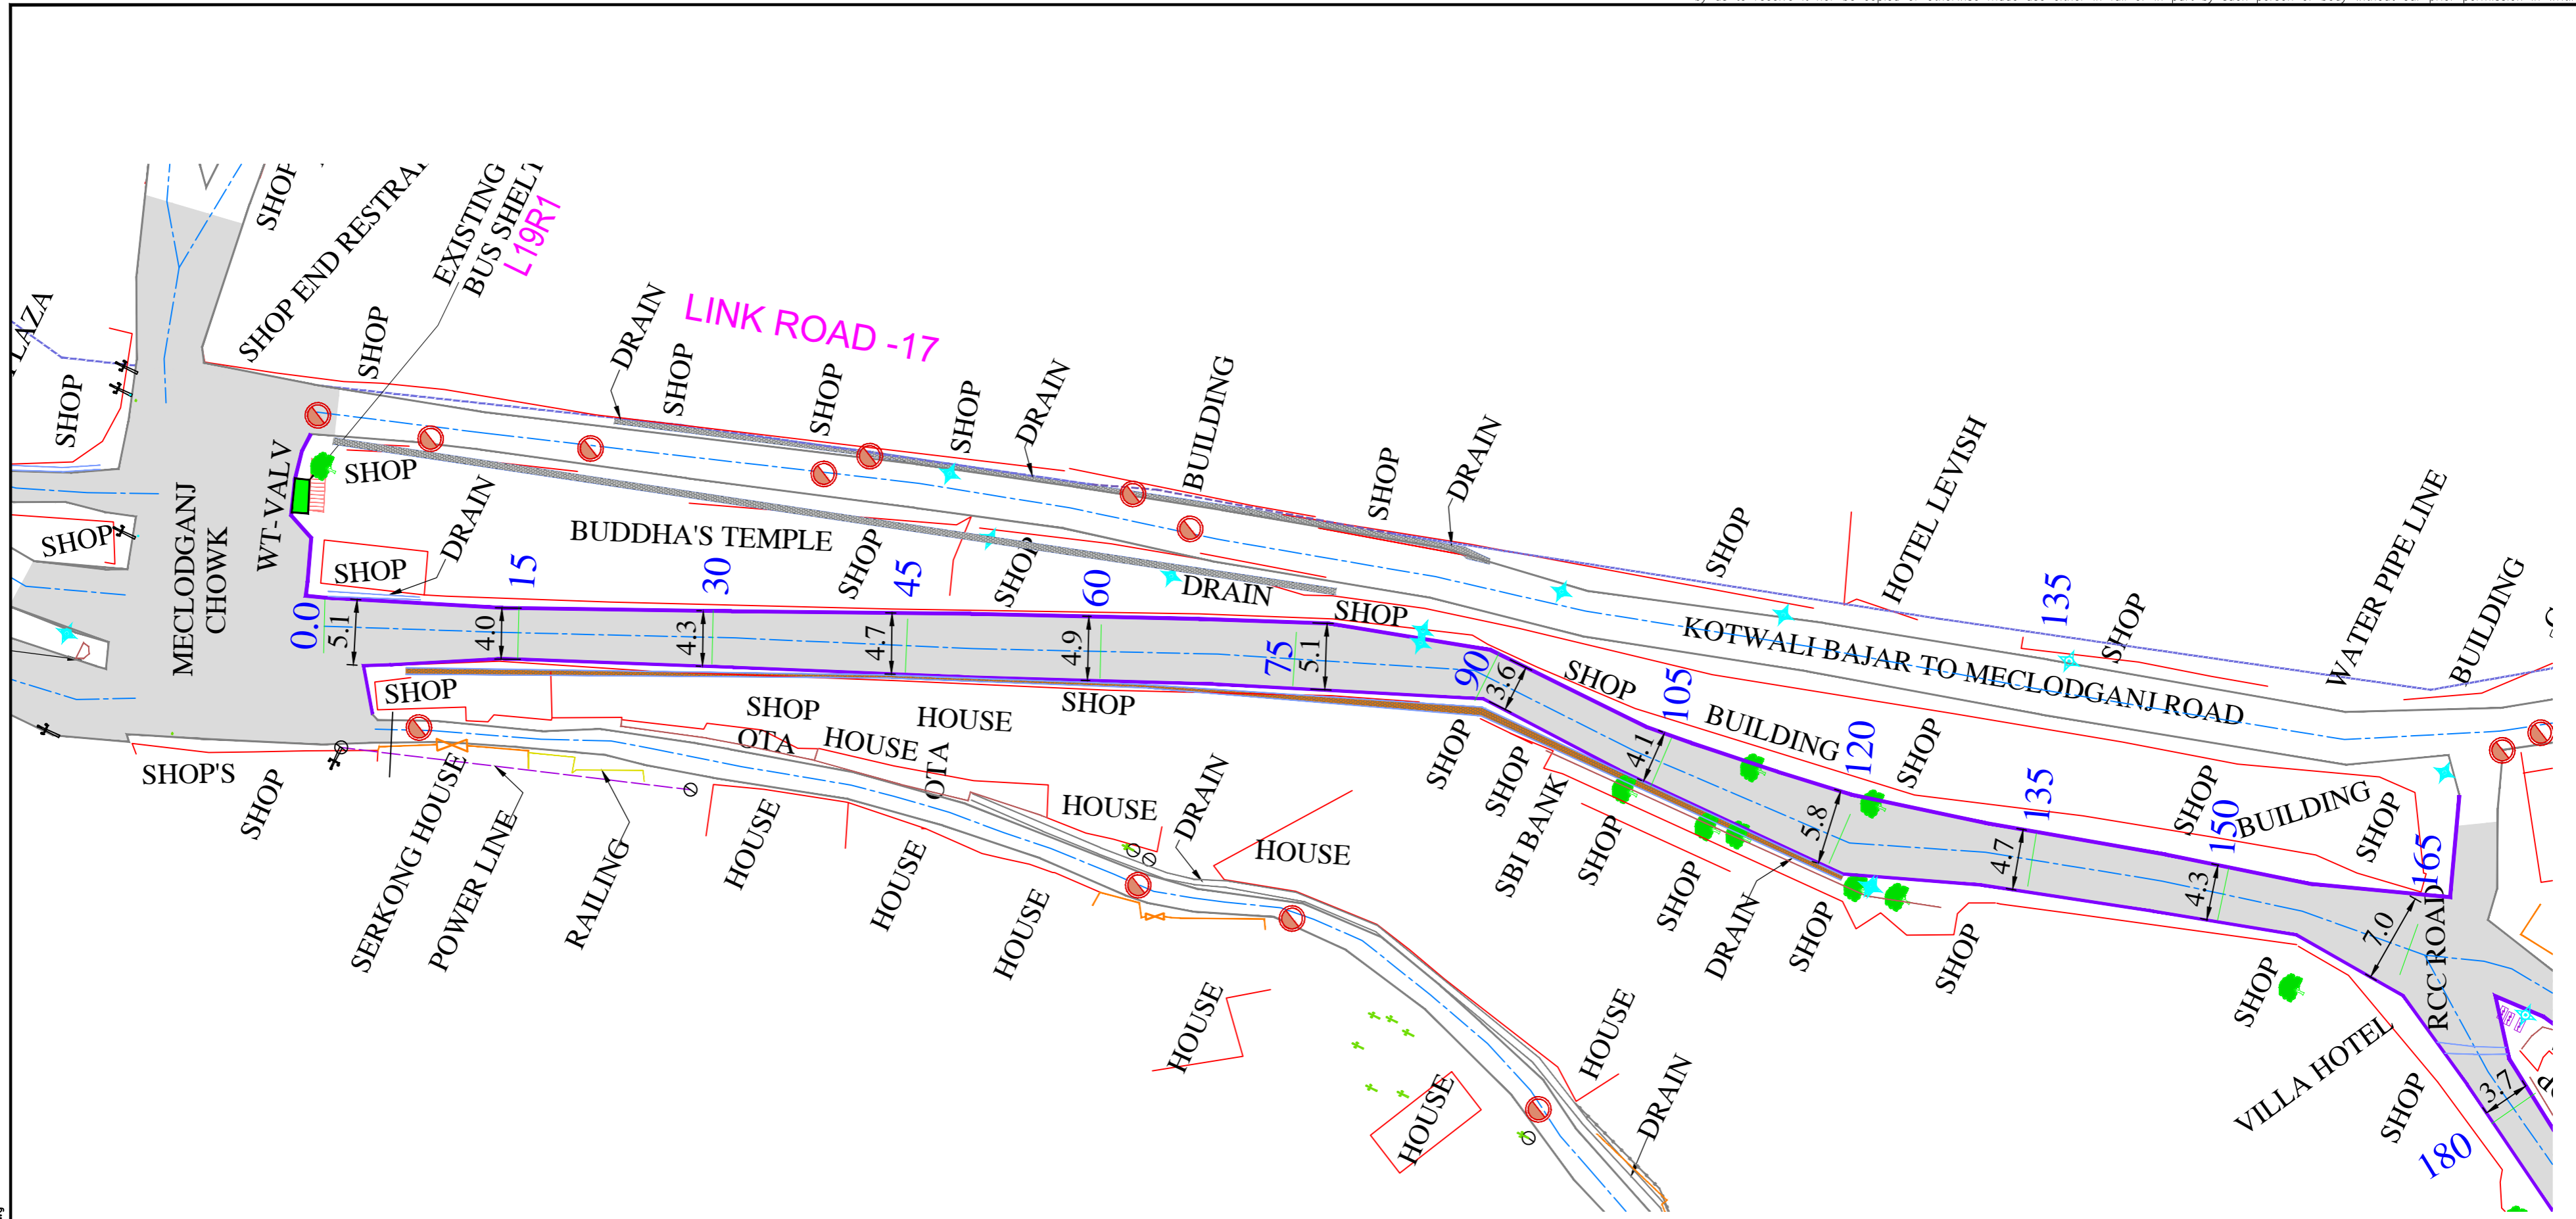 SHOP
SHOP END RESTRA
EXISTING
BUS SHELT
L19R1
LINK ROAD -17
SHOP
DRAIN
SHOP
SHOP
SHOP
DRAIN
BUILDING
SHOP
DRAIN
SHOP
HOTEL LEVISH
135
SHOP
WATER PIPE LINE
BUILDING
SHOP
SHOP
MECLODGANJ
CHOWK
WT-VALV
SHOP
DRAIN
SHOP
BUDDHA'S TEMPLE
SHOP
SHOP
DRAIN
SHOP
KOTWALI BAJAR TO MECLODGANJ ROAD
0.0
15
30
45
60
75
90
105
120
135
150
165
180
5.1
4.0
4.3
4.7
4.9
5.1
3.6
4.1
5.8
4.7
4.3
7.0
3.7
SHOP
BUILDING
SHOP
SHOP
BUILDING
SHOP
RCC ROAD
SHOP
SHOP
HOUSE
SHOP
OTA
HOUSE
OTA
HOUSE
DRAIN
HOUSE
SHOP'S
SHOP
SERKONG HOUSE
POWER LINE
RAILING
HOUSE
HOUSE
HOUSE
SHOP
SHOP
SBI BANK
SHOP
SHOP
DRAIN
SHOP
SHOP
SHOP
VILLA HOTEL
SHOP
HOUSE
HOUSE
HOUSE
DRAIN